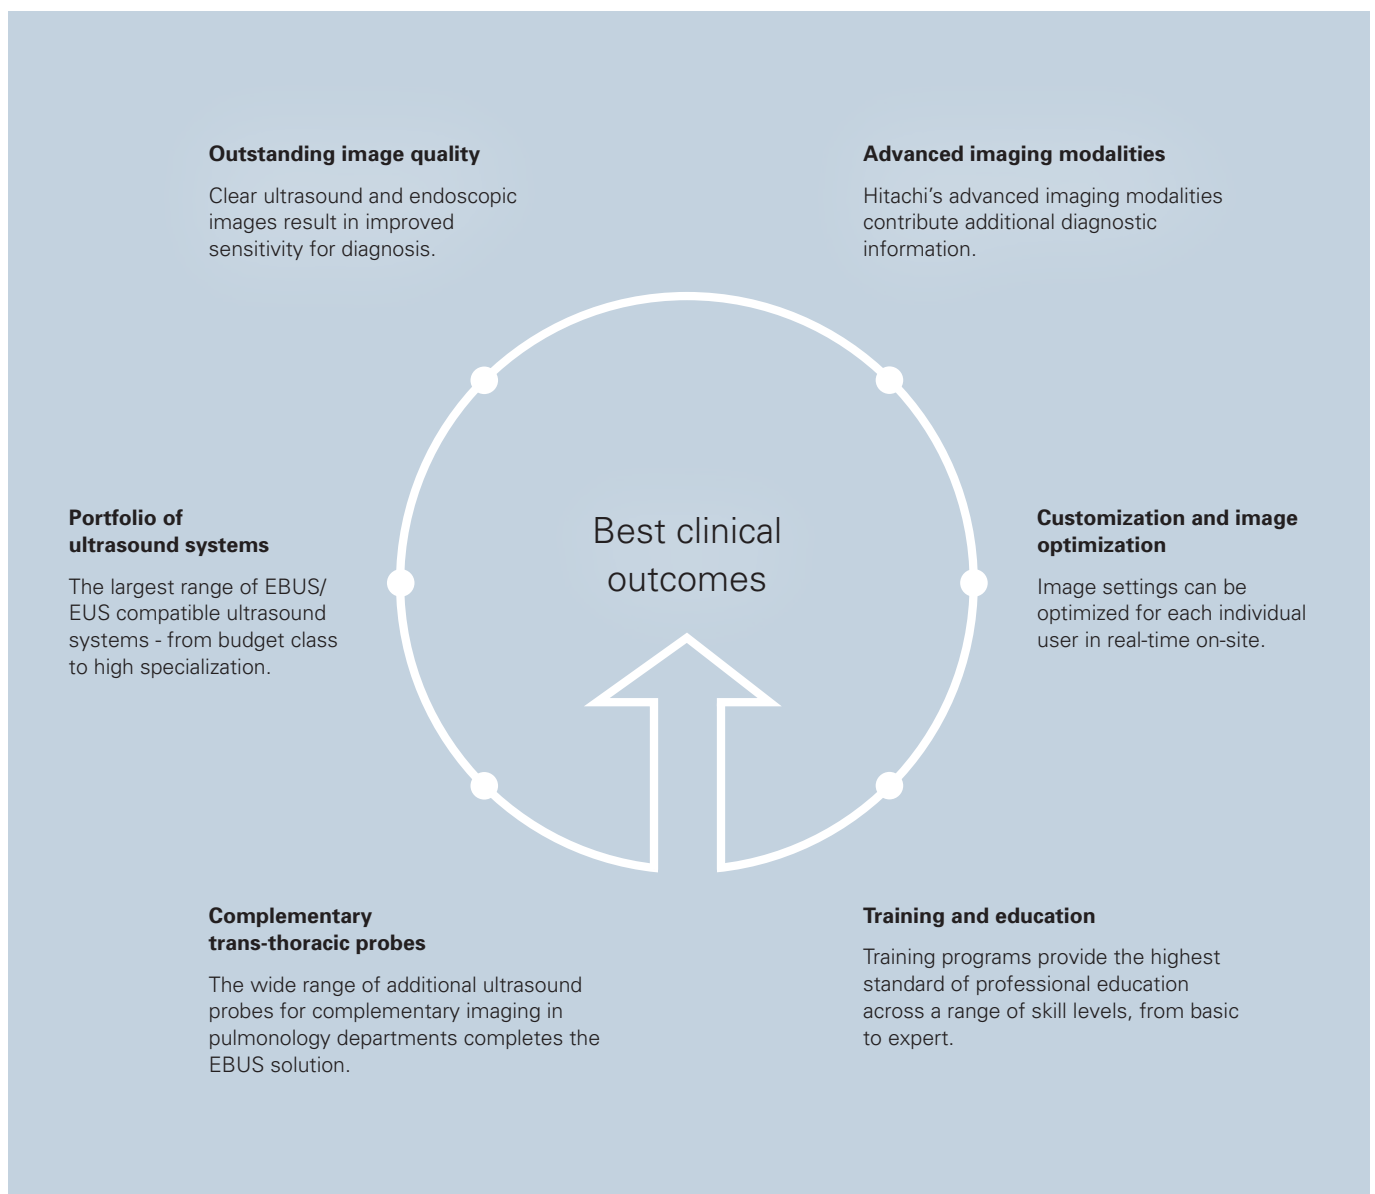 Outstanding image quality
Clear ultrasound and endoscopic
images result in improved
sensitivity for diagnosis.
Advanced imaging modalities
Hitachi’s advanced imaging modalities
contribute additional diagnostic
information.
Portfolio of
ultrasound systems
The largest range of EBUS/
EUS compatible ultrasound
systems - from budget class
to high specialization.
Best clinical
outcomes
Customization and image
optimization
Image settings can be
optimized for each individual
user in real-time on-site.
Complementary
trans-thoracic probes
The wide range of additional ultrasound
probes for complementary imaging in
pulmonology departments completes the
EBUS solution.
Training and education
Training programs provide the highest
standard of professional education
across a range of skill levels, from basic
to expert.